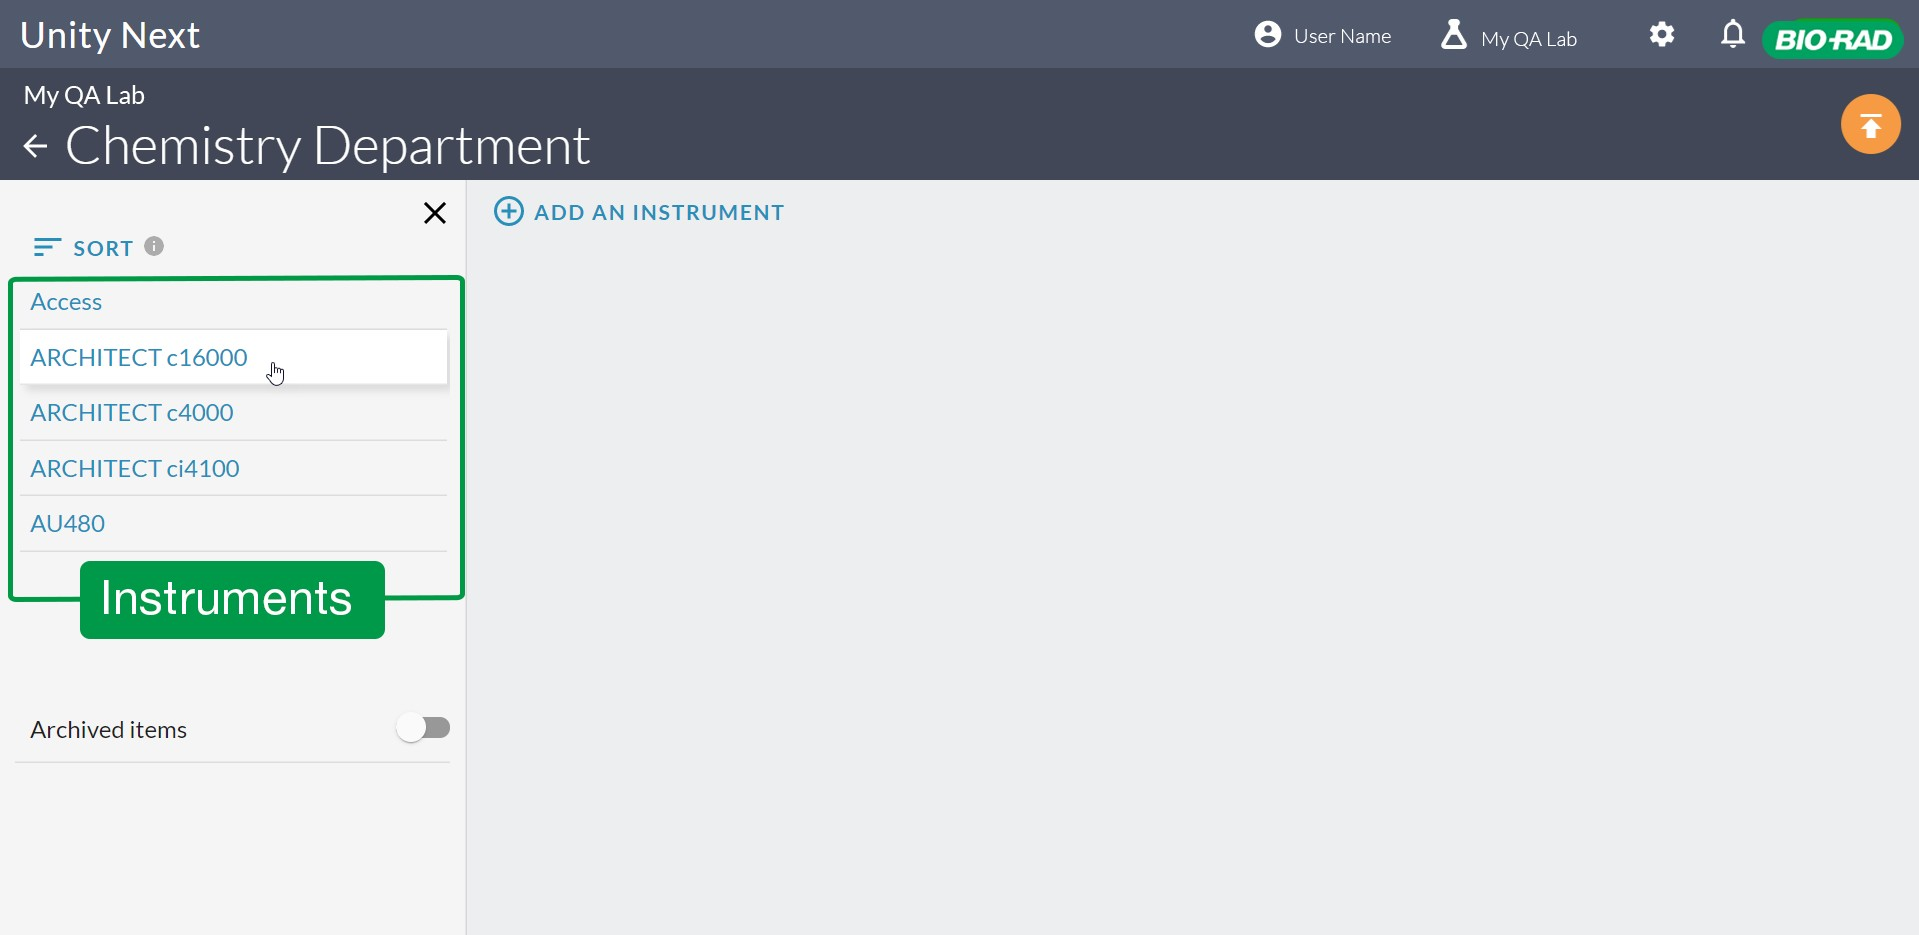 Unity Next
User Name
My QA Lab
BIO-RAD
My QA Lab
Chemistry Department
SORT
ADD AN INSTRUMENT
Access
ARCHITECT c16000
ARCHITECT c4000
ARCHITECT ci4100
AU480
Instruments
Archived items